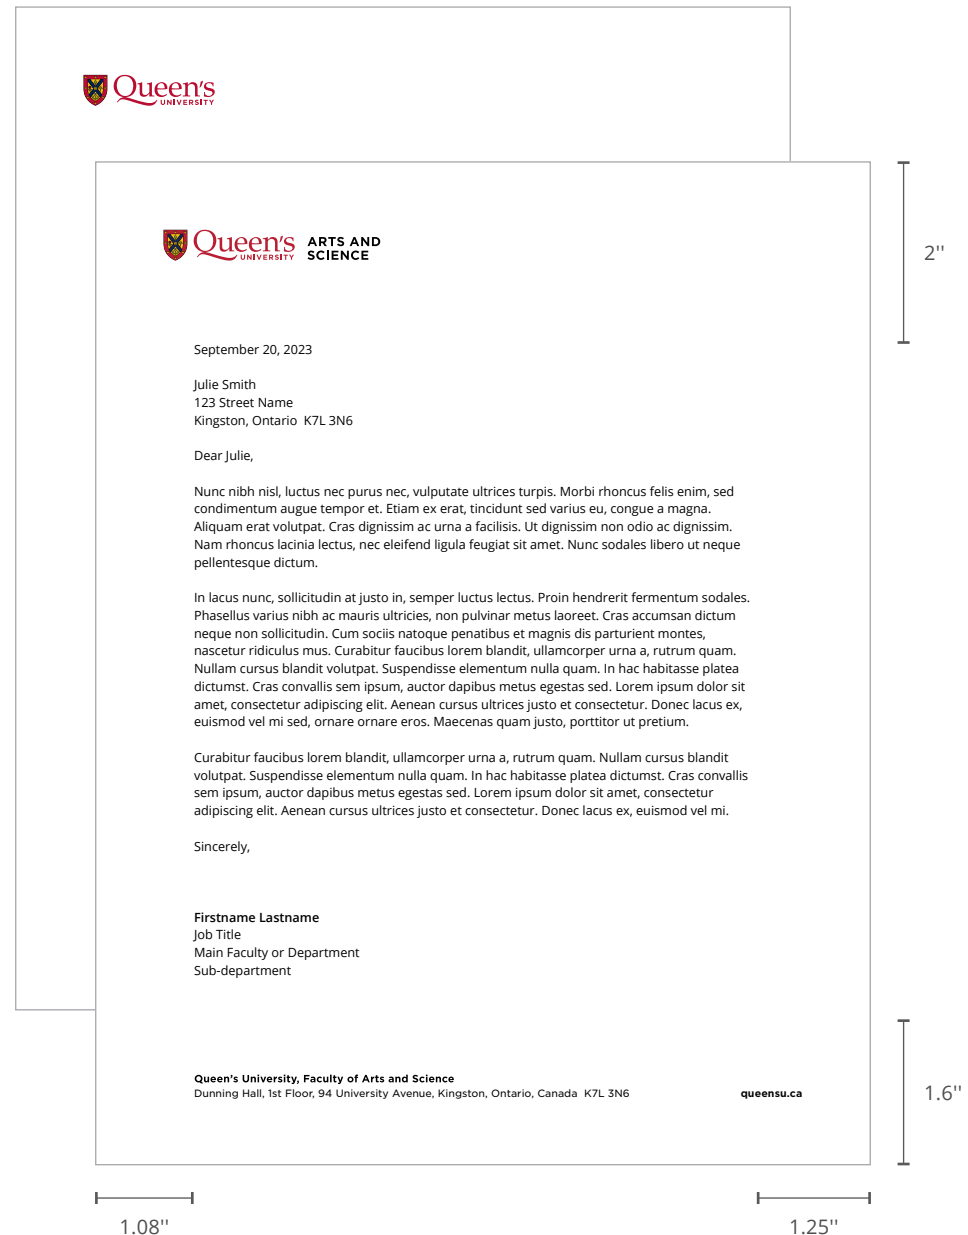 Queen's
UNIVERSITY
Queen's
UNIVERSITY
ARTS AND
SCIENCE
2''
September 20, 2023
Julie Smith
123 Street Name
Kingston, Ontario  K7L 3N6
Dear Julie,
Nunc nibh nisl, luctus nec purus nec, vulputate ultrices turpis. Morbi rhoncus felis enim, sed
condimentum augue tempor et. Etiam ex erat, tincidunt sed varius eu, congue a magna.
Aliquam erat volutpat. Cras dignissim ac urna a facilisis. Ut dignissim non odio ac dignissim.
Nam rhoncus lacinia lectus, nec eleifend ligula feugiat sit amet. Nunc sodales libero ut neque
pellentesque dictum.
In lacus nunc, sollicitudin at justo in, semper luctus lectus. Proin hendrerit fermentum sodales.
Phasellus varius nibh ac mauris ultricies, non pulvinar metus laoreet. Cras accumsan dictum
neque non sollicitudin. Cum sociis natoque penatibus et magnis dis parturient montes,
nascetur ridiculus mus. Curabitur faucibus lorem blandit, ullamcorper urna a, rutrum quam.
Nullam cursus blandit volutpat. Suspendisse elementum nulla quam. In hac habitasse platea
dictumst. Cras convallis sem ipsum, auctor dapibus metus egestas sed. Lorem ipsum dolor sit
amet, consectetur adipiscing elit. Aenean cursus ultrices justo et consectetur. Donec lacus ex,
euismod vel mi sed, ornare ornare eros. Maecenas quam justo, porttitor ut pretium.
Curabitur faucibus lorem blandit, ullamcorper urna a, rutrum quam. Nullam cursus blandit
volutpat. Suspendisse elementum nulla quam. In hac habitasse platea dictumst. Cras convallis
sem ipsum, auctor dapibus metus egestas sed. Lorem ipsum dolor sit amet, consectetur
adipiscing elit. Aenean cursus ultrices justo et consectetur. Donec lacus ex, euismod vel mi.
Sincerely,
Firstname Lastname
Job Title
Main Faculty or Department
Sub-department
Queen's University, Faculty of Arts and Science
Dunning Hall, 1st Floor, 94 University Avenue, Kingston, Ontario, Canada  K7L 3N6
queensu.ca
1.6''
1.08''
1.25''